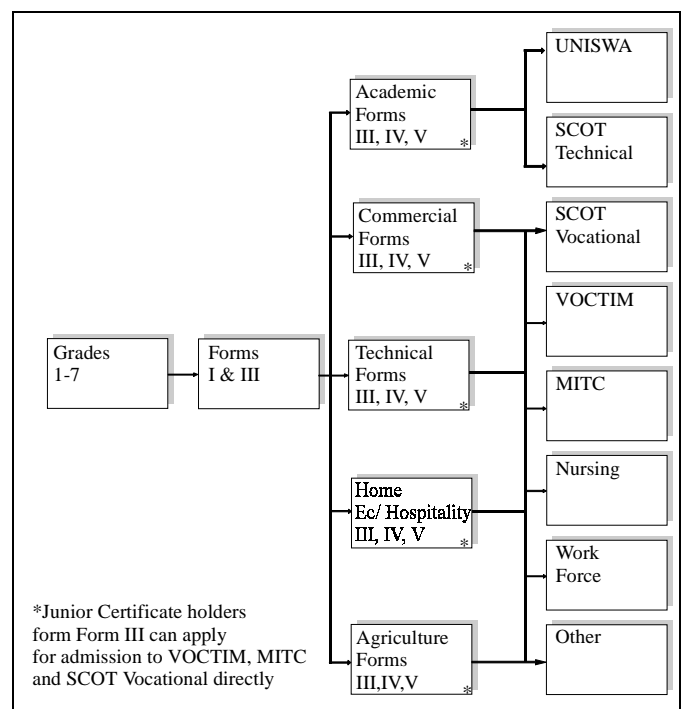 Grades
1-7
Forms
I & III
Academic
Forms
III, IV, V
*
Commercial
Forms
III, IV, V
*
Technical
Forms
III, IV, V
*
Home
Ec/ Hospitality
III, IV, V
*
Agriculture
Forms
III,IV,V
*
UNISWA
SCOT
Technical
SCOT
Vocational
VOCTIM
MITC
Nursing
Work
Force
Other
*Junior Certificate holders
form Form III can apply
for admission to VOCTIM, MITC
and SCOT Vocational directly